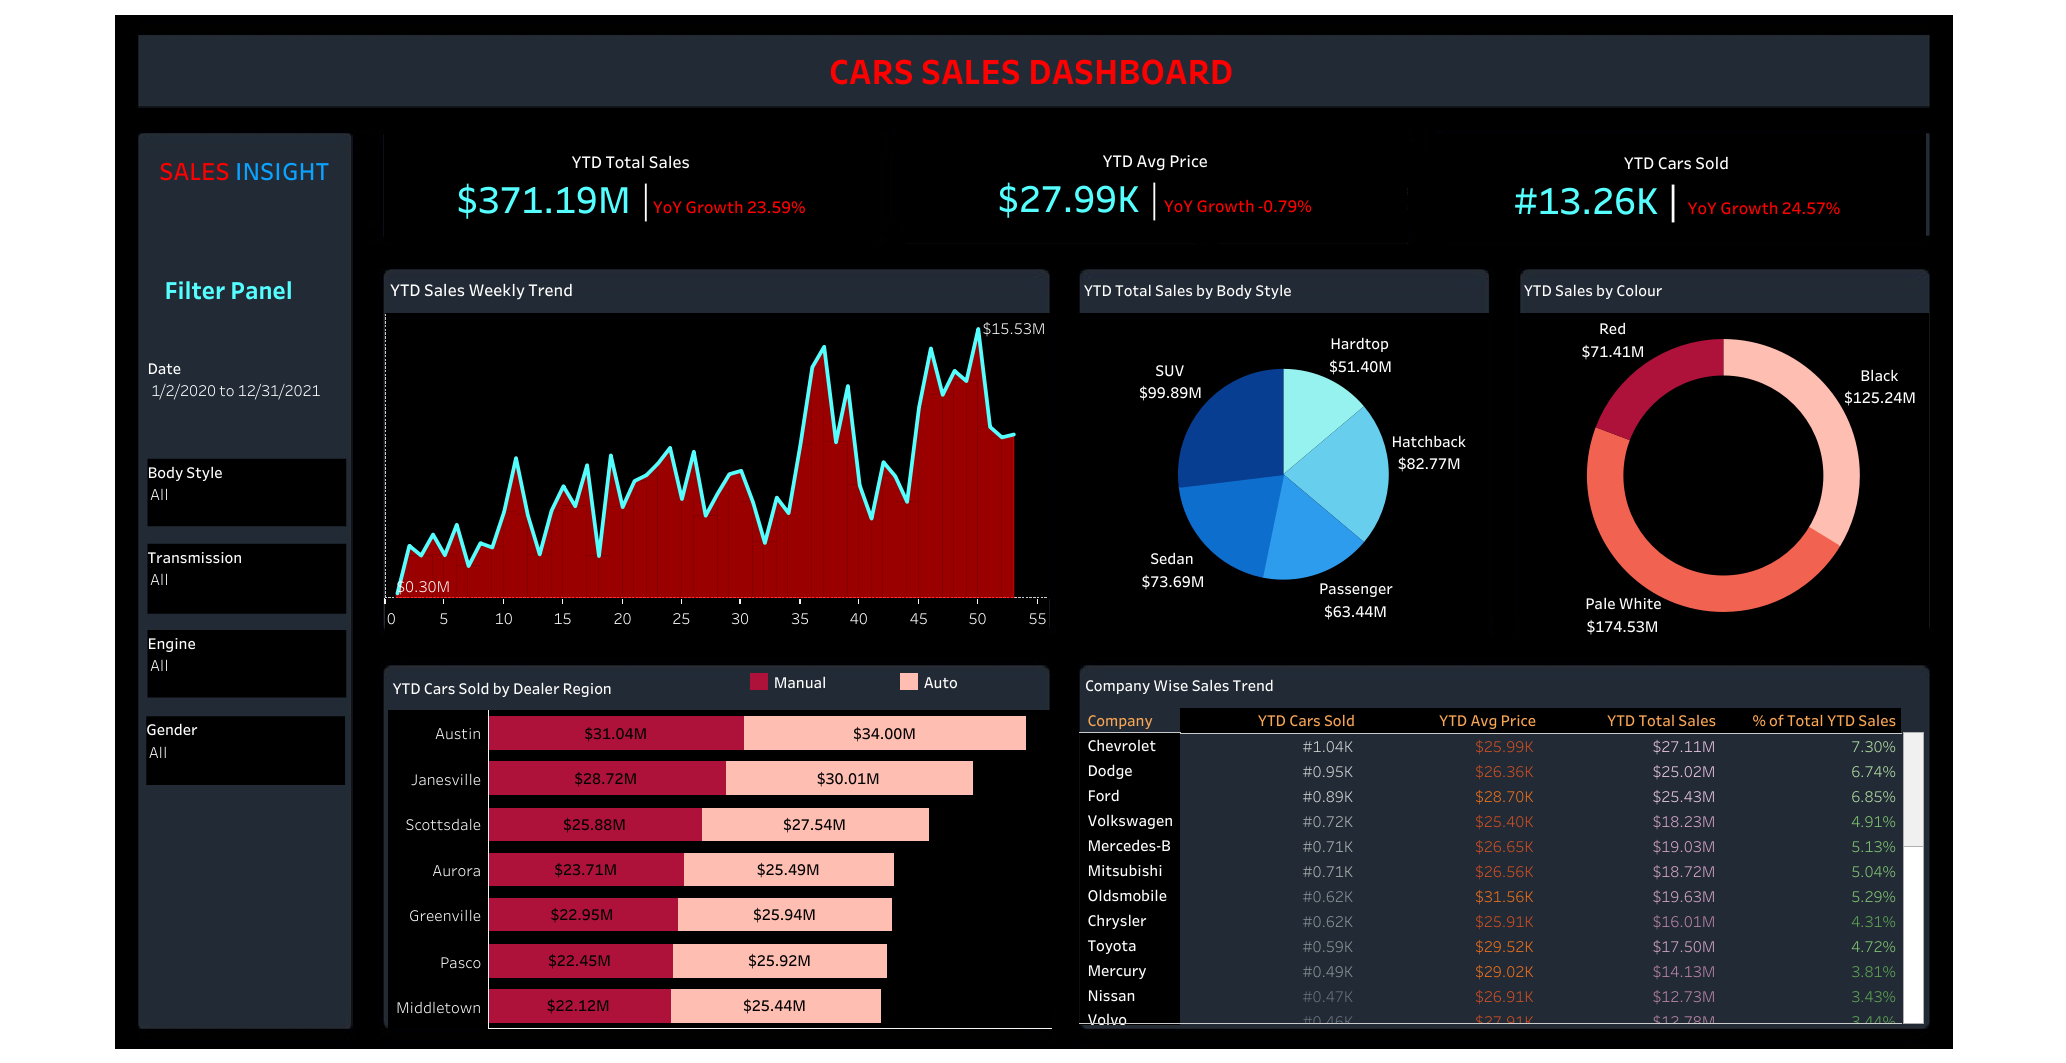 CARS SALES DASHBOARD
SALES INSIGHT
Filter Panel
Date
1/2/2020 to 12/31/2021
Body Style
All
Transmission
All
Engine
All
Gender
All
YTD Total Sales
$371.19M
YoY Growth 23.59%
YTD Avg Price
$27.99K
YoY Growth -0.79%
YTD Cars Sold
#13.26K
YoY Growth 24.57%
YTD Sales Weekly Trend
$15.53M
$0.30M
0 5 10 15 20 25 30 35 40 45 50 55
YTD Total Sales by Body Style
Hardtop
$51.40M
SUV
$99.89M
Hatchback
$82.77M
Sedan
$73.69M
Passenger
$63.44M
YTD Sales by Colour
Red
$71.41M
Black
$125.24M
Pale White
$174.53M
YTD Cars Sold by Dealer Region
Manual Auto
Austin $31.04M $34.00M
Janesville $28.72M $30.01M
Scottsdale $25.88M $27.54M
Aurora $23.71M $25.49M
Greenville $22.95M $25.94M
Pasco $22.45M $25.92M
Middletown $22.12M $25.44M
Company Wise Sales Trend
Company YTD Cars Sold YTD Avg Price YTD Total Sales % of Total YTD Sales
Chevrolet #1.04K $25.99K $27.11M 7.30%
Dodge #0.95K $26.36K $25.02M 6.74%
Ford #0.89K $28.70K $25.43M 6.85%
Volkswagen #0.72K $25.40K $18.23M 4.91%
Mercedes-B #0.71K $26.65K $19.03M 5.13%
Mitsubishi #0.71K $26.56K $18.72M 5.04%
Oldsmobile #0.62K $31.56K $19.63M 5.29%
Chrysler #0.62K $25.91K $16.01M 4.31%
Toyota #0.59K $29.52K $17.50M 4.72%
Mercury #0.49K $29.02K $14.13M 3.81%
Nissan #0.47K $26.91K $12.73M 3.43%
Volvo #0.46K $27.91K $12.78M 3.44%